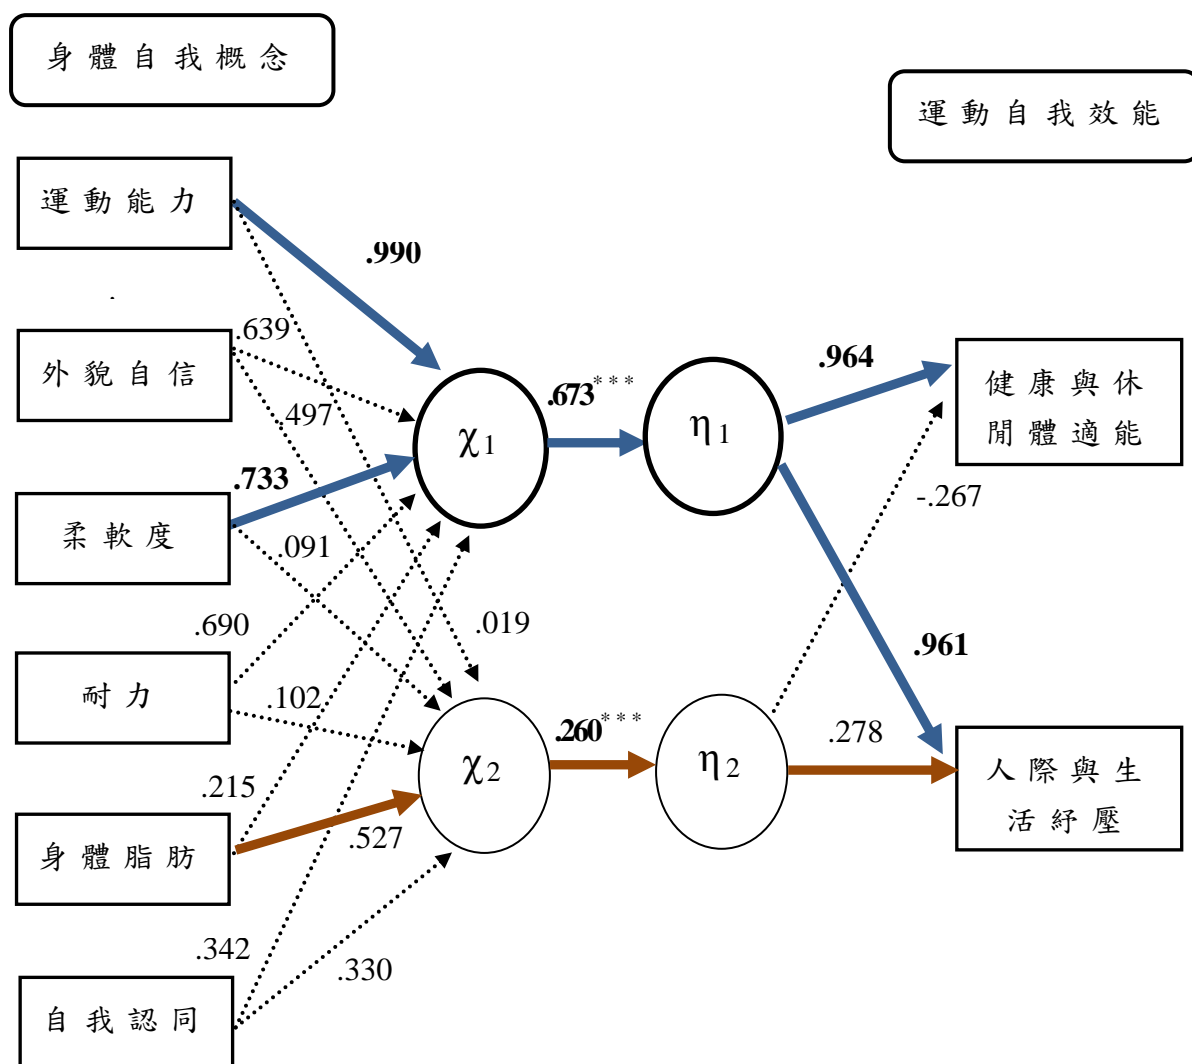 身體自我概念
運動自我效能
運動能力
.990
.
.639
外貌自信
.964
健康與休
閒體適能
χ1
.673***
η1
.497
.733
-.267
柔軟度
.091
.690
.019
.961
耐力
.102
.260***
.278
χ2
η2
人際與生
活紓壓
.215
.527
身體脂肪
.342
.330
自我認同